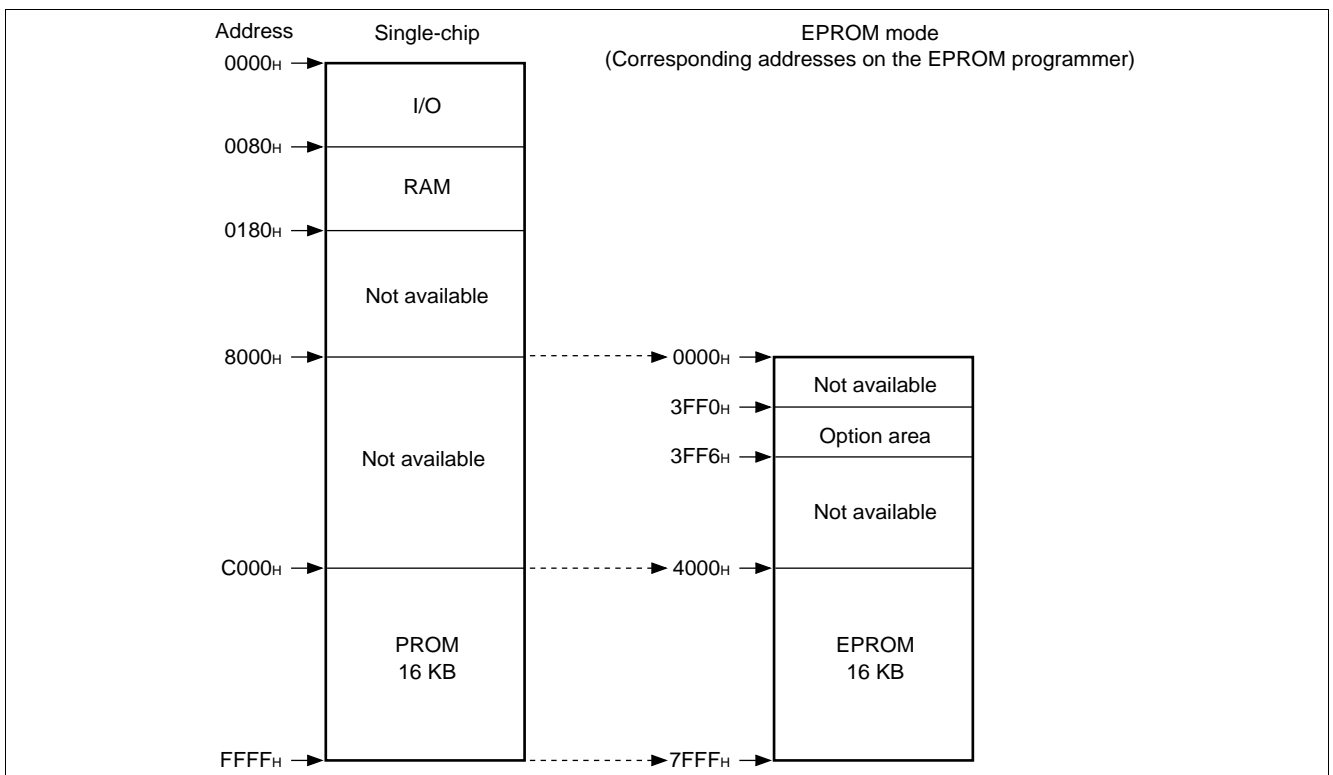 Address Single-chip EPROM mode
(Corresponding addresses on the EPROM programmer)
0000H
I/O
0080H
RAM
0180H
Not available
8000H 0000H
Not available
3FF0H
Option area
3FF6H
Not available
Not available
C000H 4000H
PROM EPROM
16 KB 16 KB
FFFFH 7FFFH